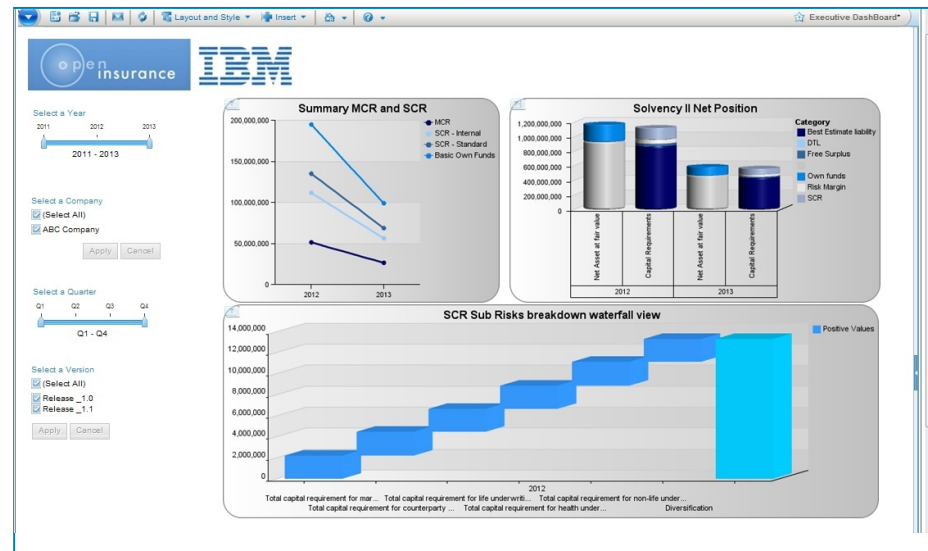 Layout and Style
Insert
Executive DashBoard*
open insurance
IBM
Select a Year
2011 2012 2013
2011 - 2013
Select a Company
(Select All)
ABC Company
Apply Cancel
Select a Quarter
Q1 Q2 Q3 Q4
Q1 - Q4
Select a Version
(Select All)
Release _1.0
Release _1.1
Apply Cancel
Summary MCR and SCR
200,000,000
150,000,000
100,000,000
50,000,000
0
2012 2013
MCR
SCR - Internal
SCR - Standard
Basic Own Funds
Solvency II Net Position
1,200,000,000
1,000,000,000
800,000,000
600,000,000
400,000,000
200,000,000
0
Net Asset at fair value
Capital Requirements
Net Asset at fair value
Capital Requirements
2012 2013
Category
Best Estimate liability
DTL
Free Surplus
Own funds
Risk Margin
SCR
SCR Sub Risks breakdown waterfall view
14,000,000
12,000,000
10,000,000
8,000,000
6,000,000
4,000,000
2,000,000
0
2012
Total capital requirement for mar... Total capital requirement for life underwriti... Total capital requirement for non-life under...
Total capital requirement for counterparty ... Total capital requirement for health under... Diversification
Positive Values